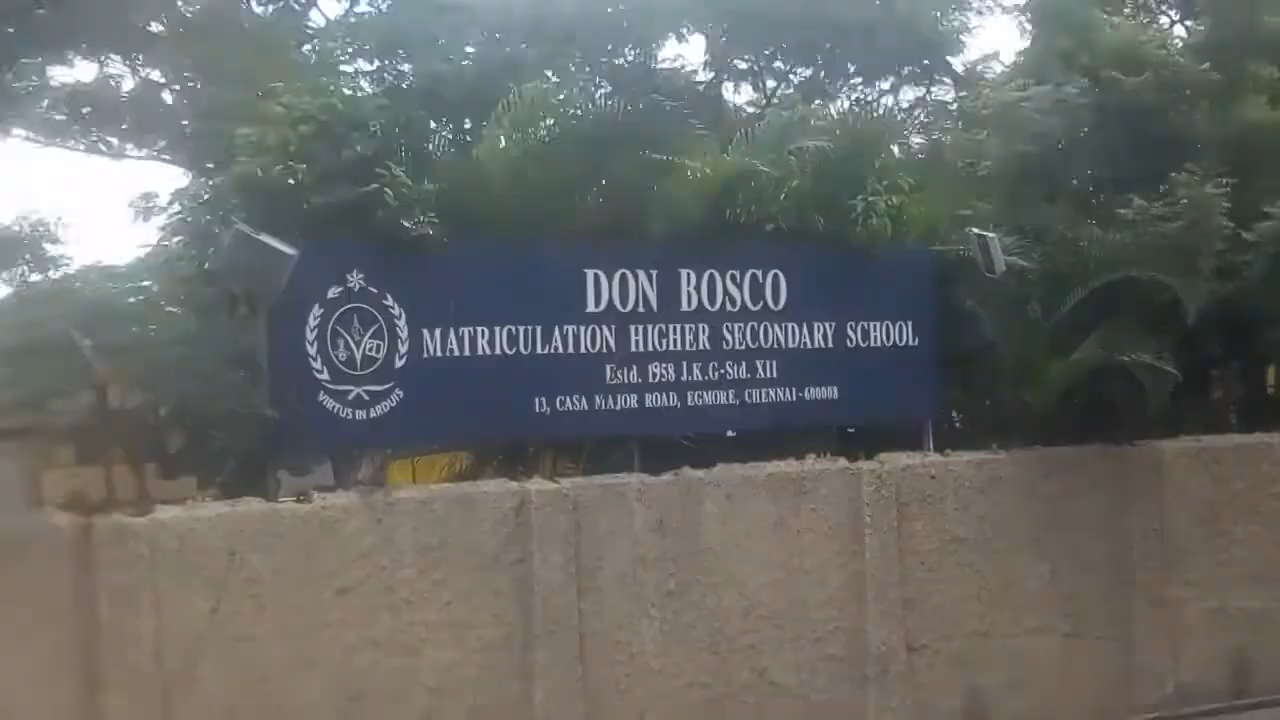 DON BOSCO
MATRICULATION HIGHER SECONDARY SCHOOL
Estd. 1958 J.K.G-Std. XII
13, CASA MAJOR ROAD, EGMORE, CHENNAI-600008
VIRTUS IN ARDUIS